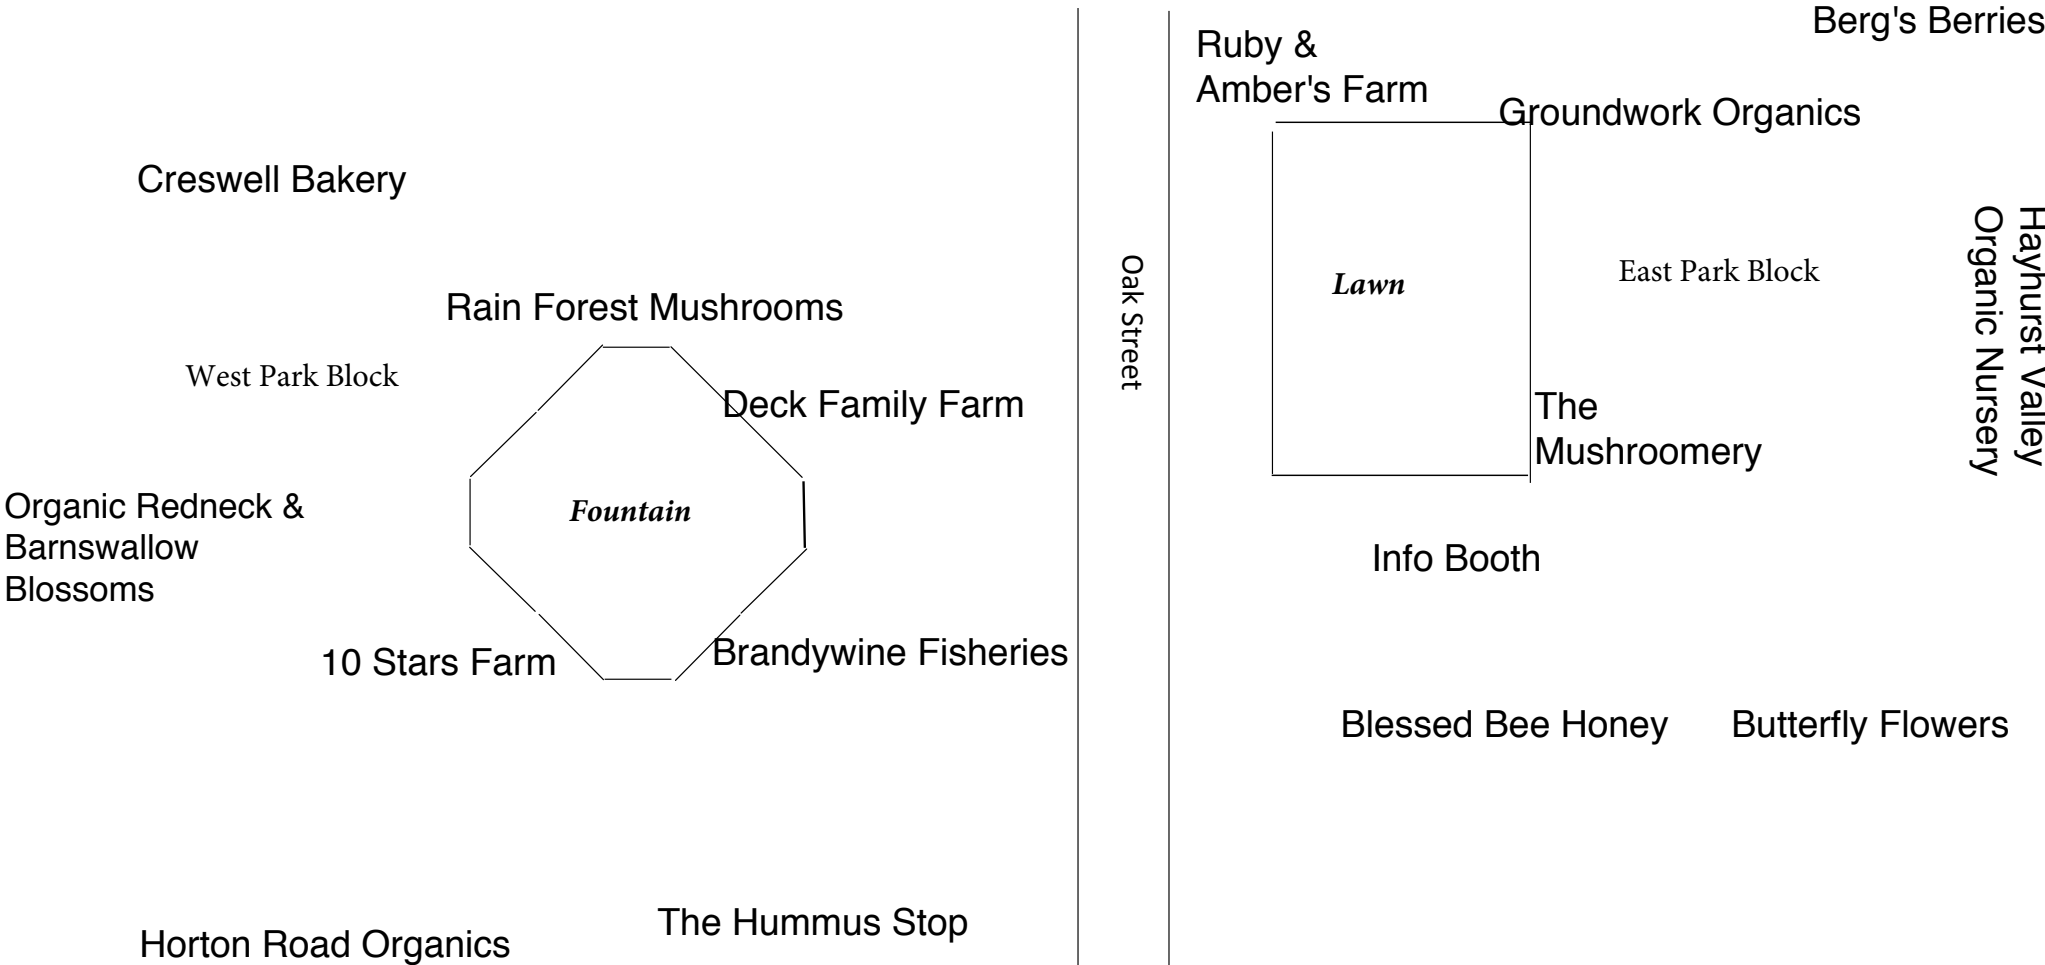 Berg's Berries
Ruby &
Amber's Farm
Groundwork Organics
Creswell Bakery
Hayhurst Valley
Organic Nursery
Oak Street
Lawn
East Park Block
Rain Forest Mushrooms
West Park Block
Deck Family Farm
The
Mushroomery
Organic Redneck &
Barnswallow
Blossoms
Fountain
Info Booth
10 Stars Farm
Brandywine Fisheries
Blessed Bee Honey
Butterfly Flowers
The Hummus Stop
Horton Road Organics